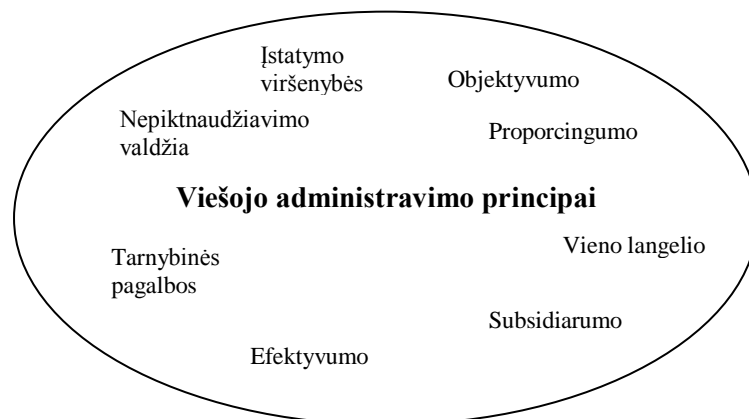 Įstatymo
viršenybės
Objektyvumo
Nepiktnaudžiavimo
valdžia
Proporcingumo
Viešojo administravimo principai
Vieno langelio
Tarnybinės
pagalbos
Subsidiarumo
Efektyvumo